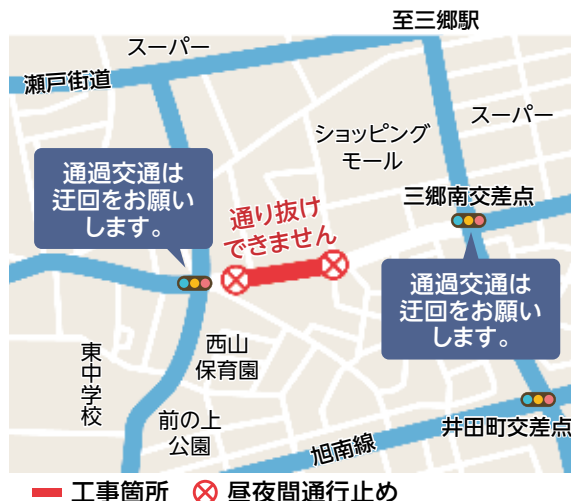 至三郷駅
スーパー
瀬戸街道
スーパー
ショッピング
モール
通過交通は
迂回をお願い
します。
三郷南交差点
通り抜け
できません
通過交通は
迂回をお願い
します。
西山
保育園
東中学校
前の上
公園
井田町交差点
旭南線
工事箇所
昼夜間通行止め